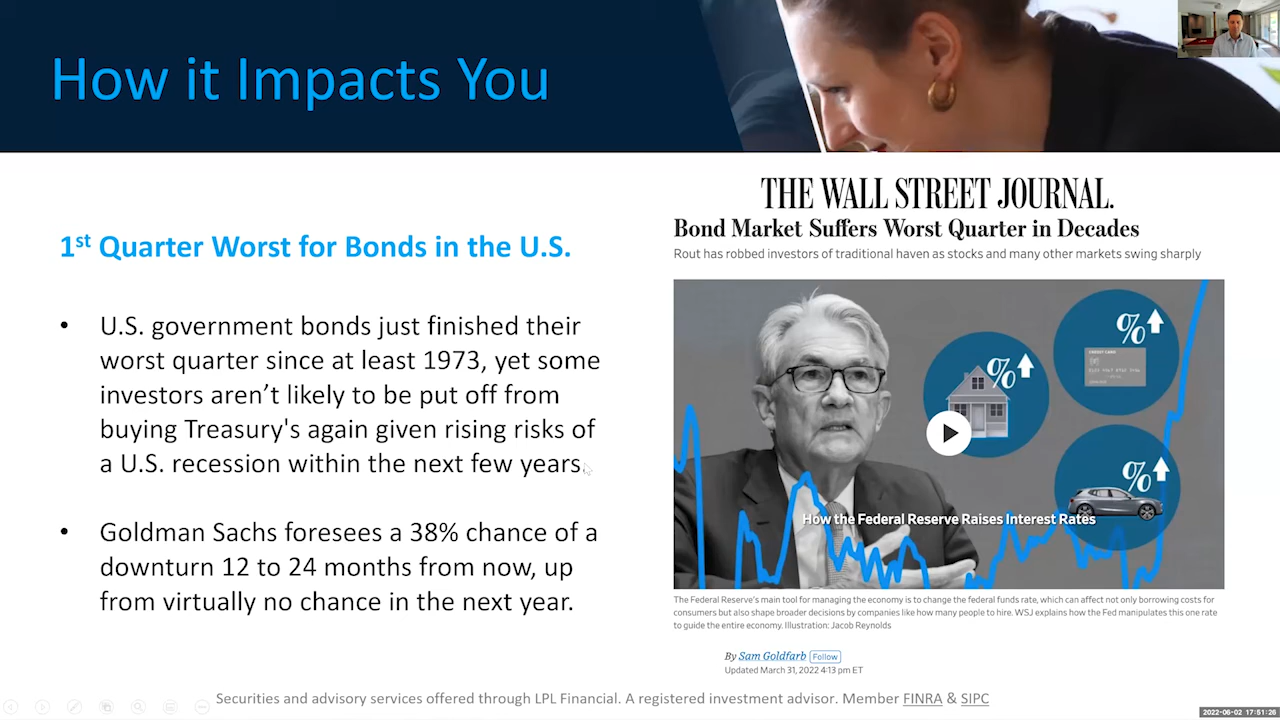 How it Impacts You
1st Quarter Worst for Bonds in the U.S.
• U.S. government bonds just finished their
worst quarter since at least 1973, yet some
investors aren’t likely to be put off from
buying Treasury's again given rising risks of
a U.S. recession within the next few years.
• Goldman Sachs foresees a 38% chance of a
downturn 12 to 24 months from now, up
from virtually no chance in the next year.
THE WALL STREET JOURNAL.
Bond Market Suffers Worst Quarter in Decades
Rout has robbed investors of traditional haven as stocks and many other markets swing sharply
%
%
CREDIT CARD
%
How the Federal Reserve Raises Interest Rates
The Federal Reserve's main tool for managing the economy is to change the federal funds rate, which can affect not only borrowing costs for
consumers but also shape broader decisions by companies like how many people to hire. WSJ explains how the Fed manipulates this one rate
to guide the entire economy. Illustration: Jacob Reynolds
By Sam Goldfarb Follow
Updated March 31, 2022 4:13 pm ET
Securities and advisory services offered through LPL Financial. A registered investment advisor. Member FINRA & SIPC
2022-06-02 17:51:26